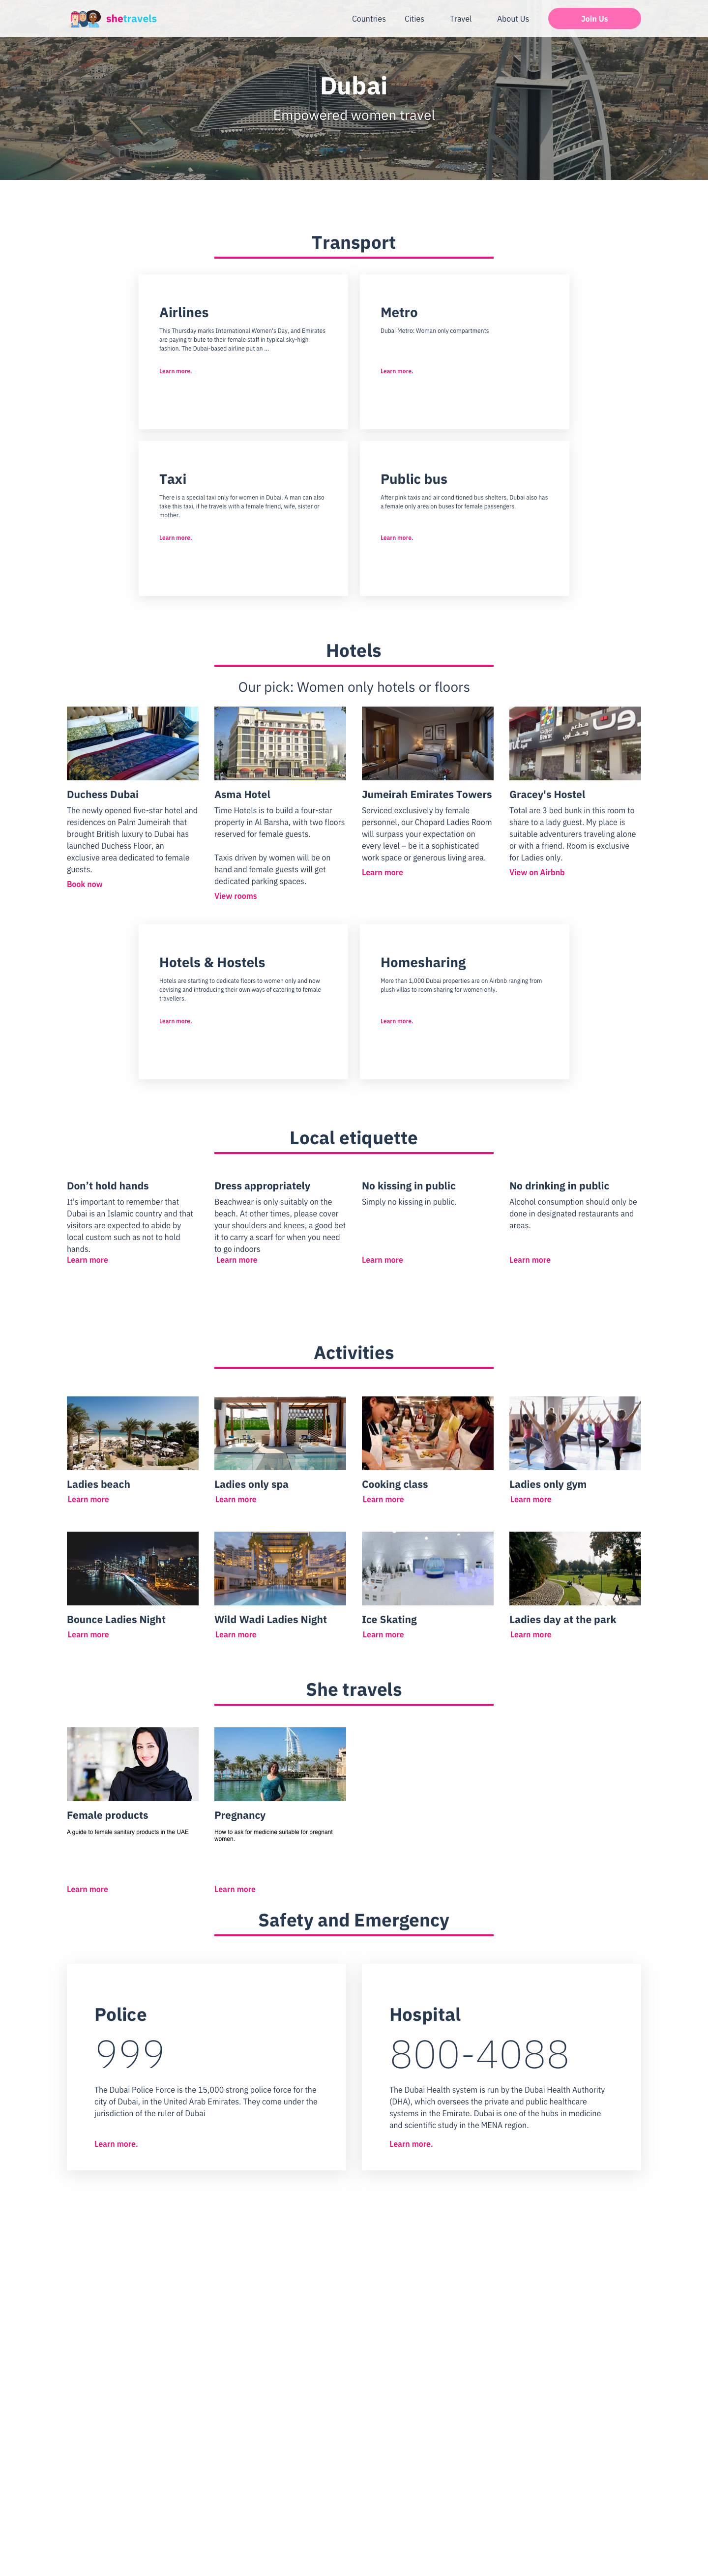 shetravels
Countries
Cities
Travel
About Us
Join Us
Dubai
Empowered women travel
Transport
Airlines
This Thursday marks International Women's Day, and Emirates
are paying tribute to their female staff in typical sky-high
fashion. The Dubai-based airline put an ...
Learn more.
Metro
Dubai Metro: Woman only compartments
Learn more.
Taxi
There is a special taxi only for women in Dubai. A man can also
take this taxi, if he travels with a female friend, wife, sister or
mother.
Learn more.
Public bus
After pink taxis and air conditioned bus shelters, Dubai also has
a female only area on buses for female passengers.
Learn more.
Hotels
Our pick: Women only hotels or floors
Duchess Dubai
The newly opened five-star hotel and
residences on Palm Jumeirah that
brought British luxury to Dubai has
launched Duchess Floor, an
exclusive area dedicated to female
guests.
Book now
Asma Hotel
Time Hotels is to build a four-star
property in Al Barsha, with two floors
reserved for female guests.
Taxis driven by women will be on
hand and female guests will get
dedicated parking spaces.
View rooms
Jumeirah Emirates Towers
Serviced exclusively by female
personnel, our Chopard Ladies Room
will surpass your expectation on
every level – be it a sophisticated
work space or generous living area.
Learn more
Gracey's Hostel
Total are 3 bed bunk in this room to
share to a lady guest. My place is
suitable adventurers traveling alone
or with a friend. Room is exclusive
for Ladies only.
View on Airbnb
Hotels & Hostels
Hotels are starting to dedicate floors to women only and now
devising and introducing their own ways of catering to female
travellers.
Learn more.
Homesharing
More than 1,000 Dubai properties are on Airbnb ranging from
plush villas to room sharing for women only.
Learn more.
Local etiquette
Don't hold hands
It's important to remember that
Dubai is an Islamic country and that
visitors are expected to abide by
local custom such as not to hold
hands.
Learn more
Dress appropriately
Beachwear is only suitably on the
beach. At other times, please cover
your shoulders and knees, a good bet
it to carry a scarf for when you need
to go indoors
Learn more
No kissing in public
Simply no kissing in public.
Learn more
No drinking in public
Alcohol consumption should only be
done in designated restaurants and
areas.
Learn more
Activities
Ladies beach
Learn more
Ladies only spa
Learn more
Cooking class
Learn more
Ladies only gym
Learn more
Bounce Ladies Night
Learn more
Wild Wadi Ladies Night
Learn more
Ice Skating
Learn more
Ladies day at the park
Learn more
She travels
Female products
A guide to female sanitary products in the UAE
Learn more
Pregnancy
How to ask for medicine suitable for pregnant
women.
Learn more
Safety and Emergency
Police
999
The Dubai Police Force is the 15,000 strong police force for the
city of Dubai, in the United Arab Emirates. They come under the
jurisdiction of the ruler of Dubai
Learn more.
Hospital
800-4088
The Dubai Health system is run by the Dubai Health Authority
(DHA), which oversees the private and public healthcare
systems in the Emirate. Dubai is one of the hubs in medicine
and scientific study in the MENA region.
Learn more.